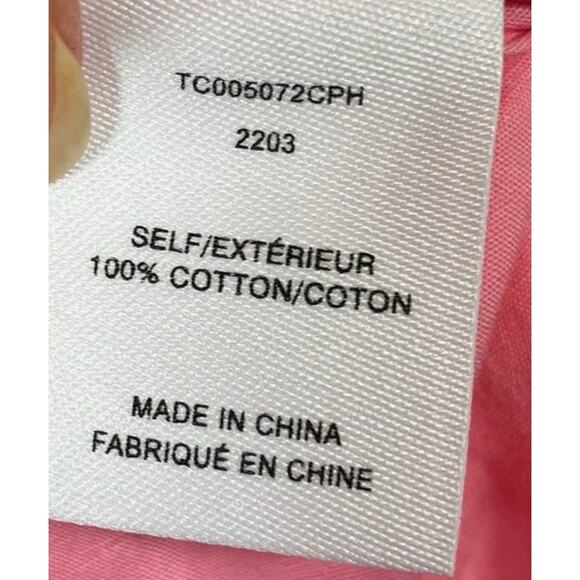 TC005072CPH
2203
SELF/EXTÉRIEUR
100% COTTON/COTON
MADE IN CHINA
FABRIQUÉ EN CHINE